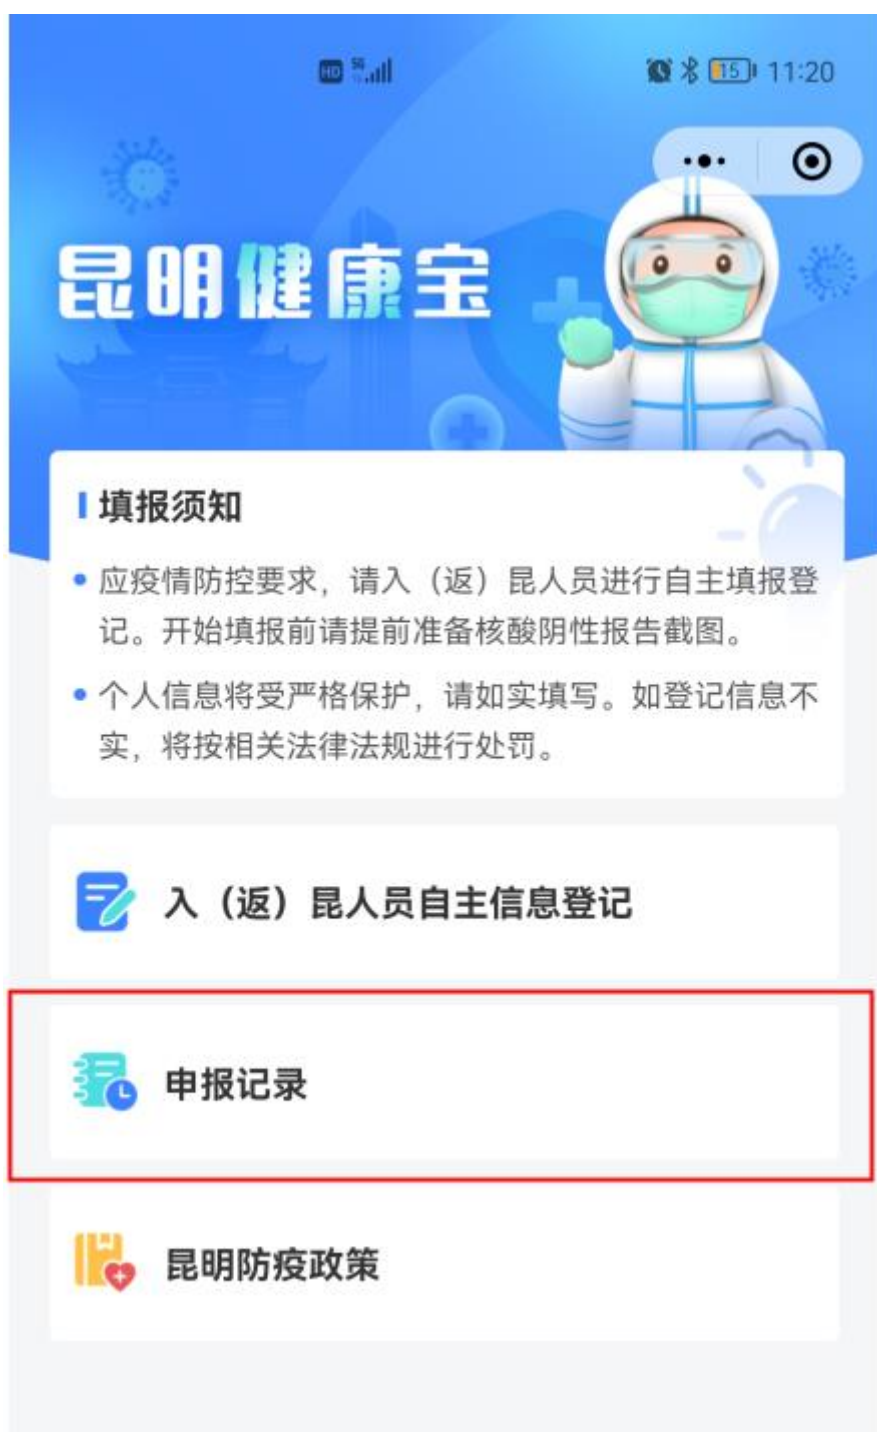 HD 5G 15 11:20
昆明健康宝
填报须知
应疫情防控要求，请入（返）昆人员进行自主填报登
记。开始填报前请提前准备核酸阴性报告截图。
个人信息将受严格保护，请如实填写。如登记信息不
实，将按相关法律法规进行处罚。
入（返）昆人员自主信息登记
申报记录
昆明防疫政策